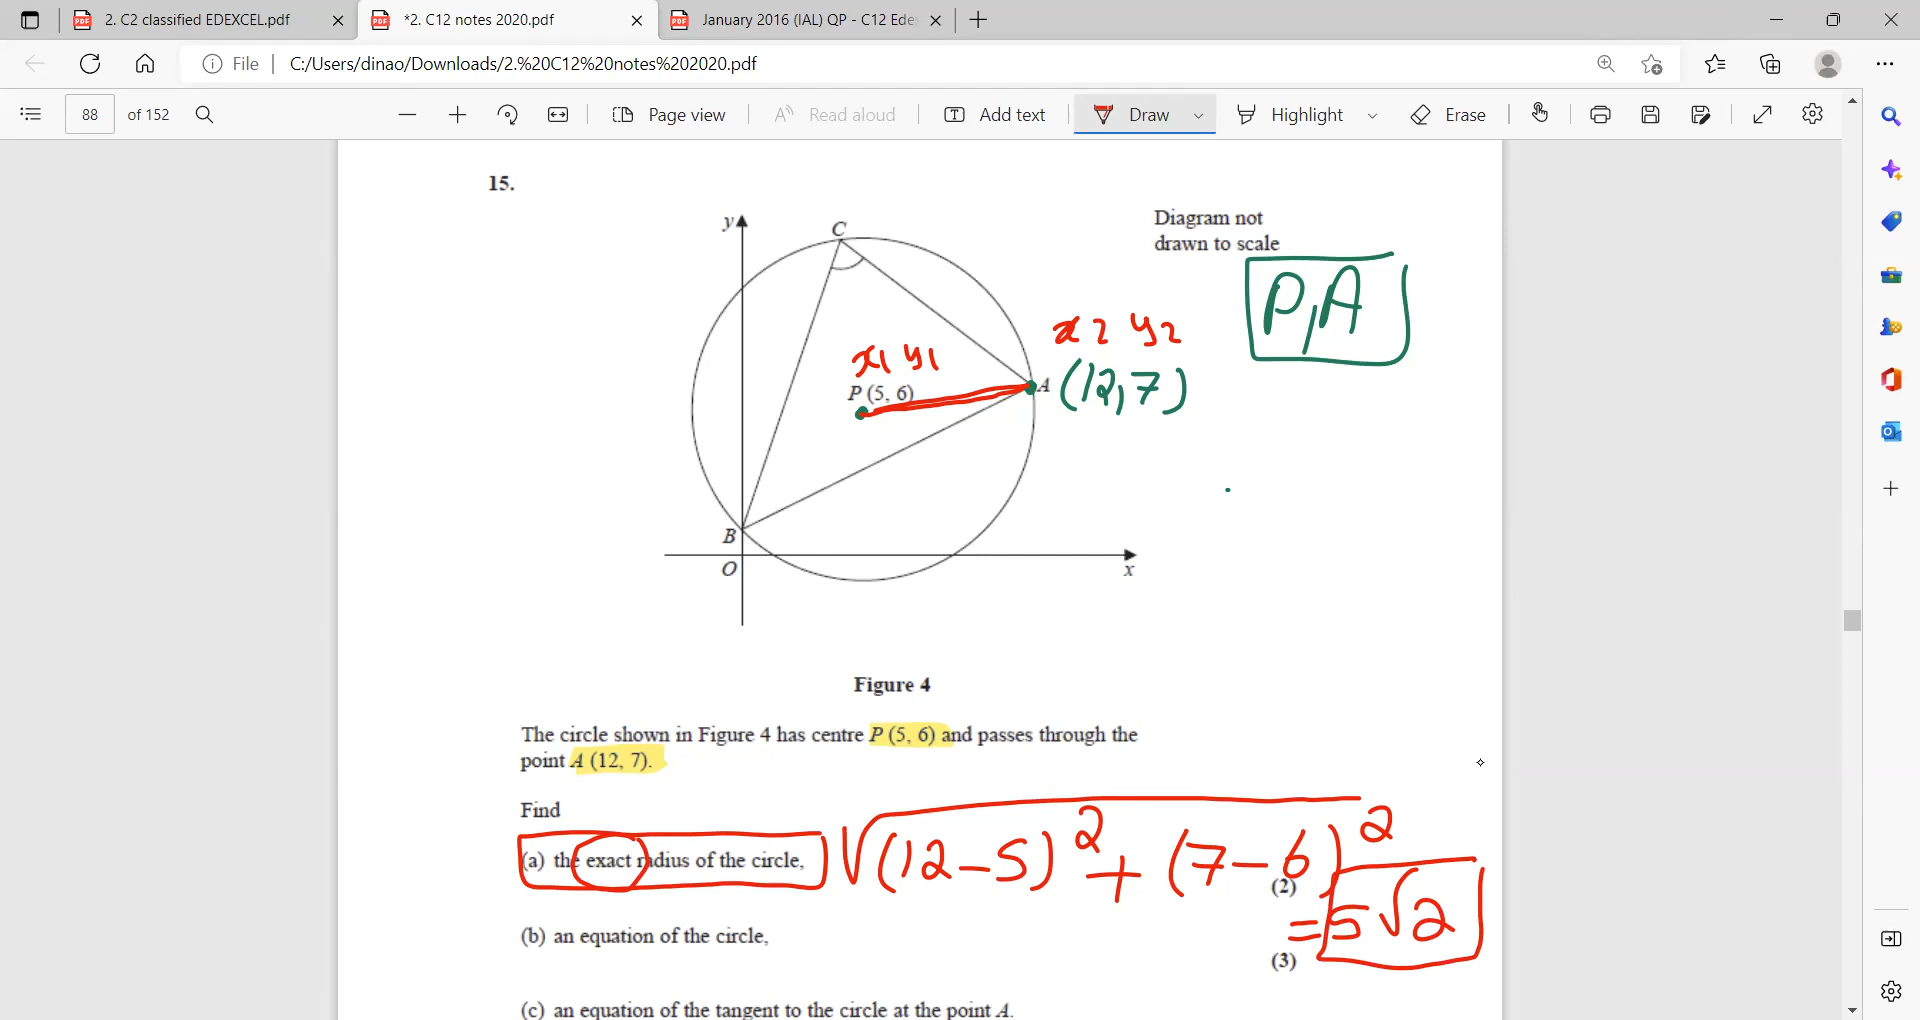 2. C2 classified EDEXCEL.pdf
*2. C12 notes 2020.pdf
January 2016 (IAL) QP - C12 Ede
File
C:/Users/dinao/Downloads/2.%20C12%20notes%202020.pdf
88 of 152
Page view
Read aloud
Add text
Draw
Highlight
Erase
15.
Diagram not
drawn to scale
P,A
y
C
x1 y1
x2 y2
P (5, 6)
A (12,7)
B
O
x
Figure 4
The circle shown in Figure 4 has centre P (5, 6) and passes through the
point A (12, 7).
Find
(a) the exact radius of the circle,
√(12-5)² + (7-6)²
(2)
=5√2
(b) an equation of the circle,
(3)
(c) an equation of the tangent to the circle at the point A.